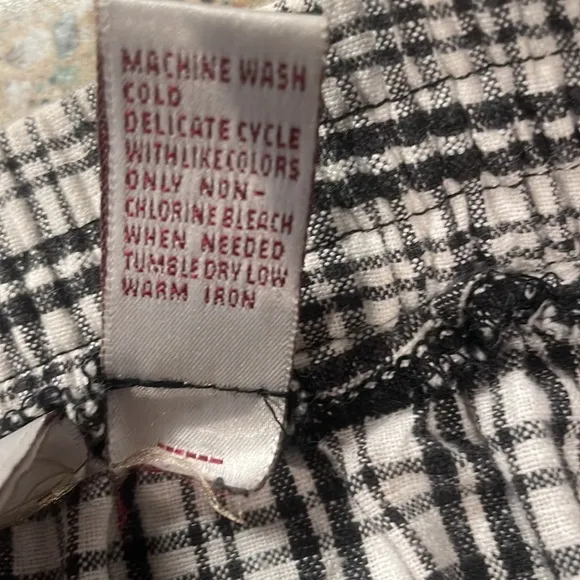 MACHINE WASH
COLD
DELICATE CYCLE
WITH LIKE COLORS
ONLY NON-
CHLORINE BLEACH
WHEN NEEDED
TUMBLE DRY LOW
WARM IRON